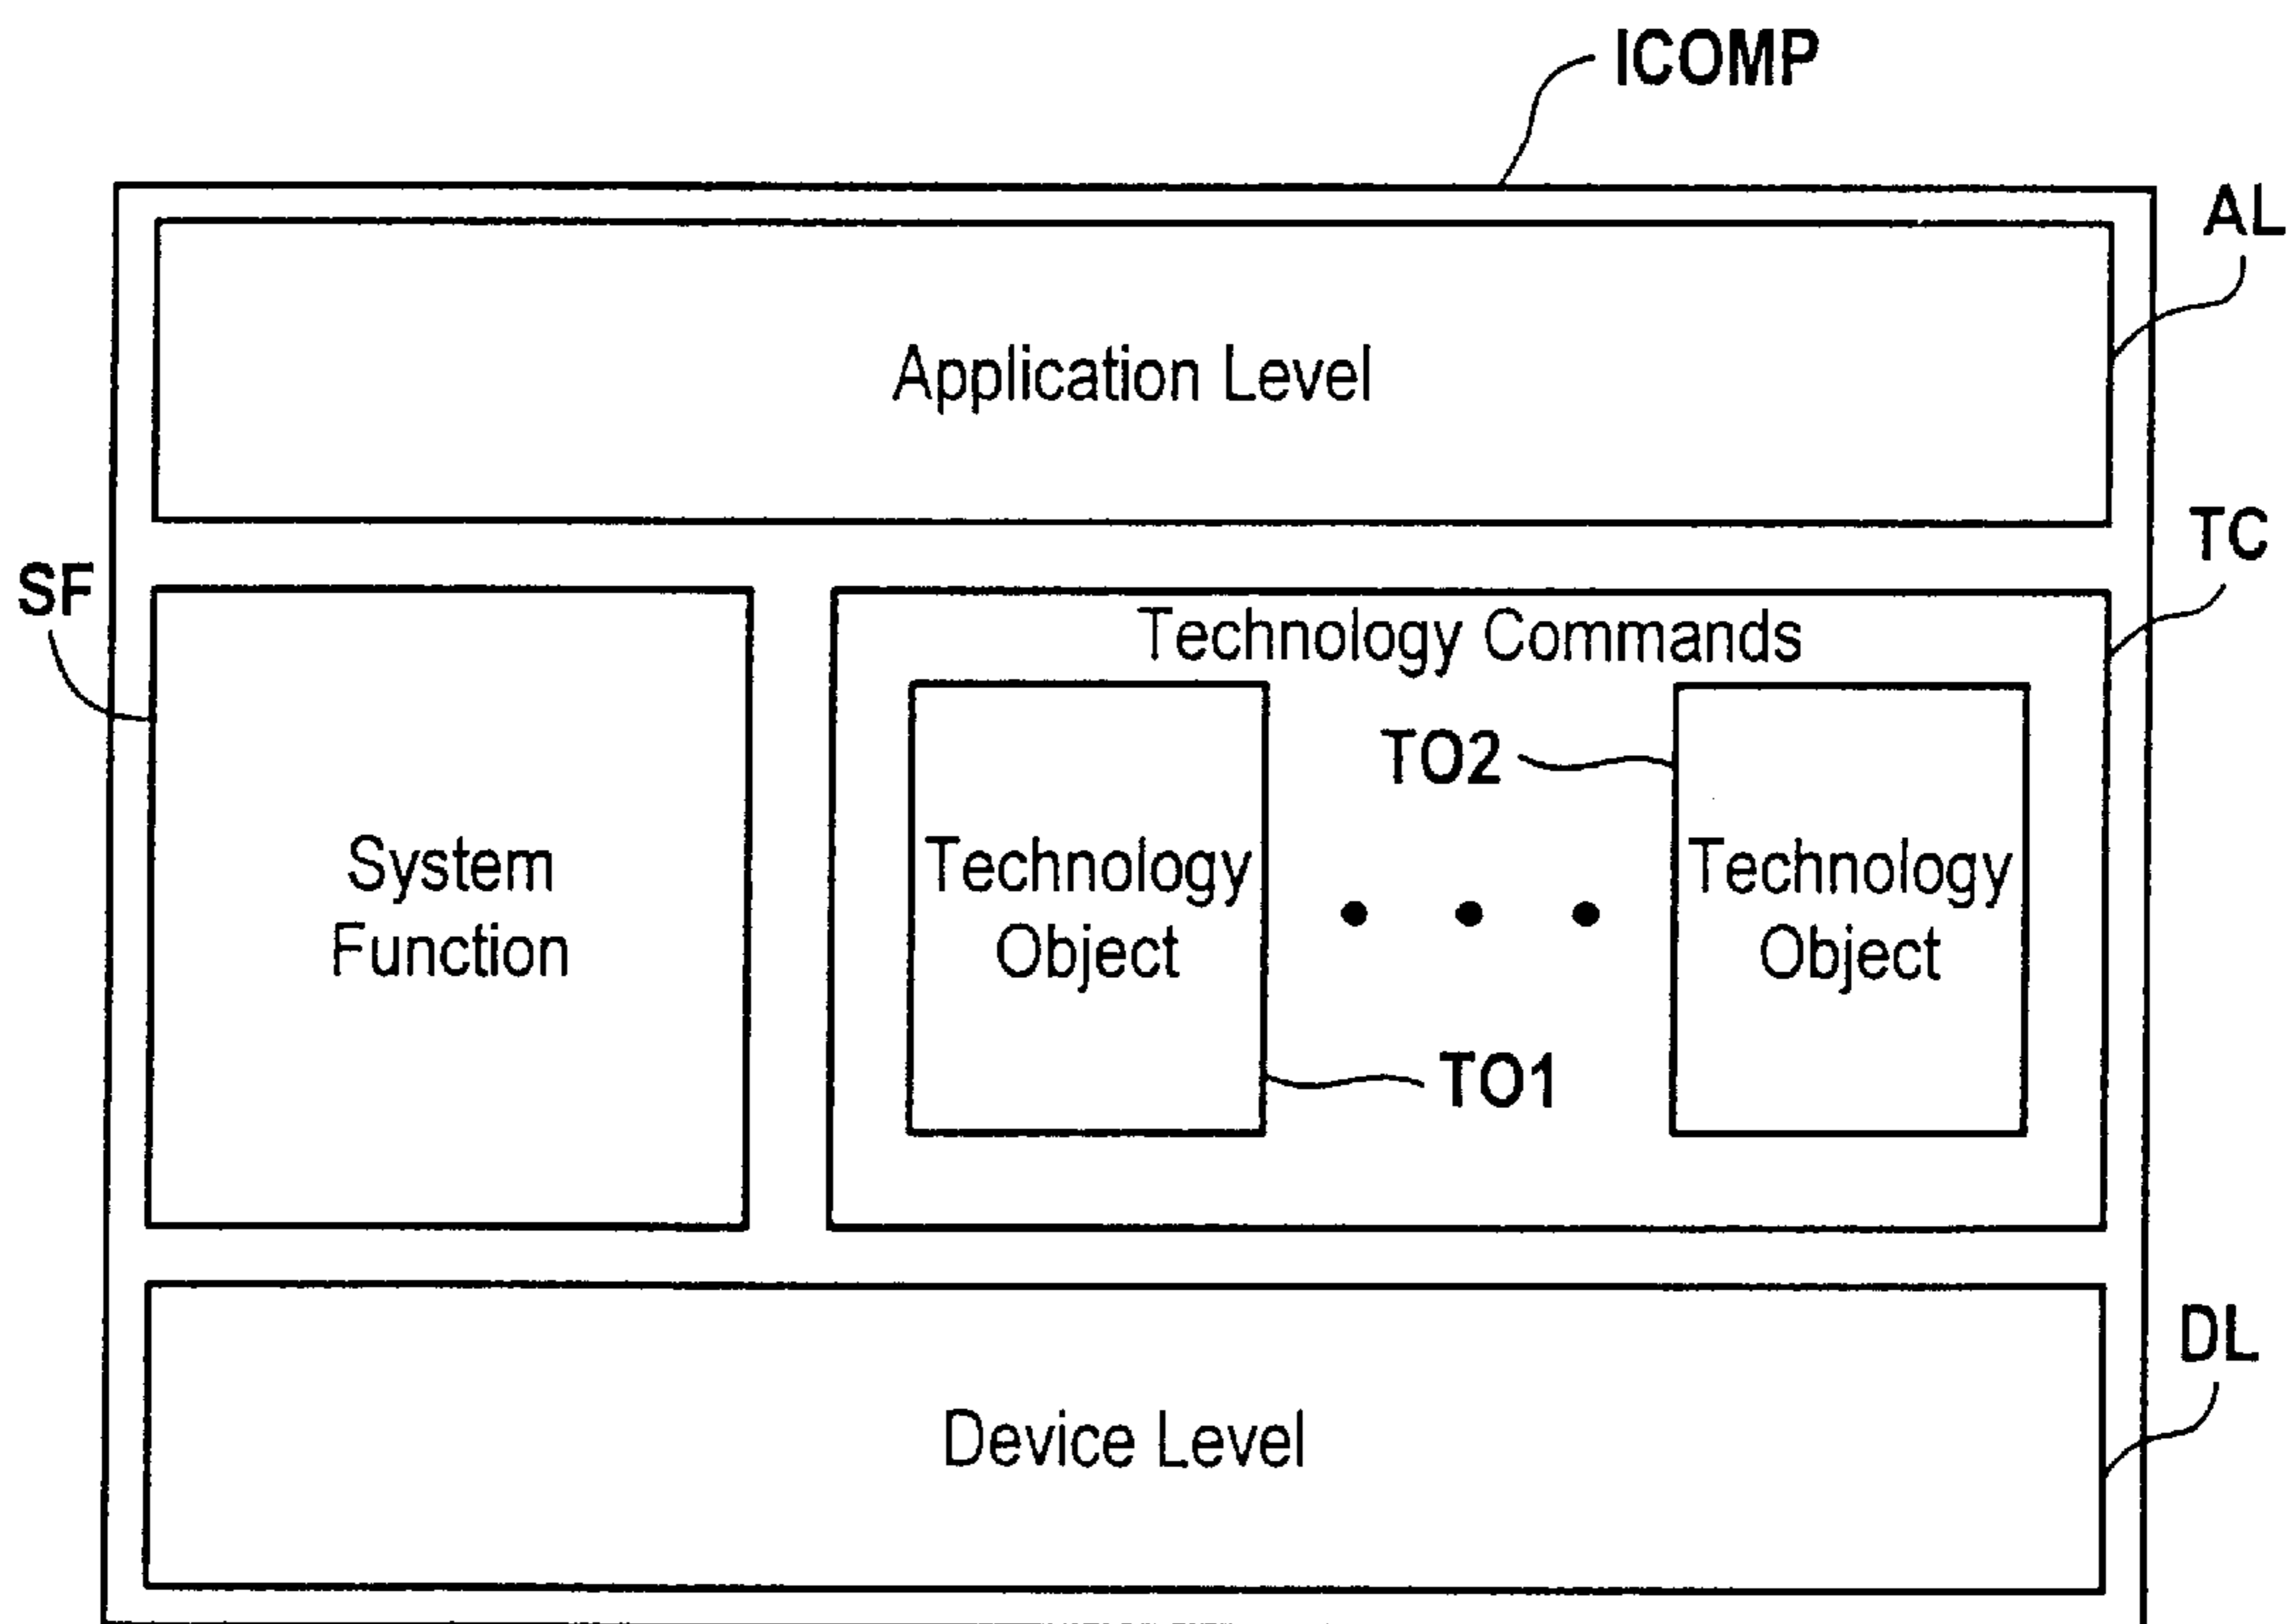 ICOMP
AL
Application Level
TC
SF
Technology Commands
TO2
System
Function
Technology
Object
Technology
Object
TO1
DL
Device Level